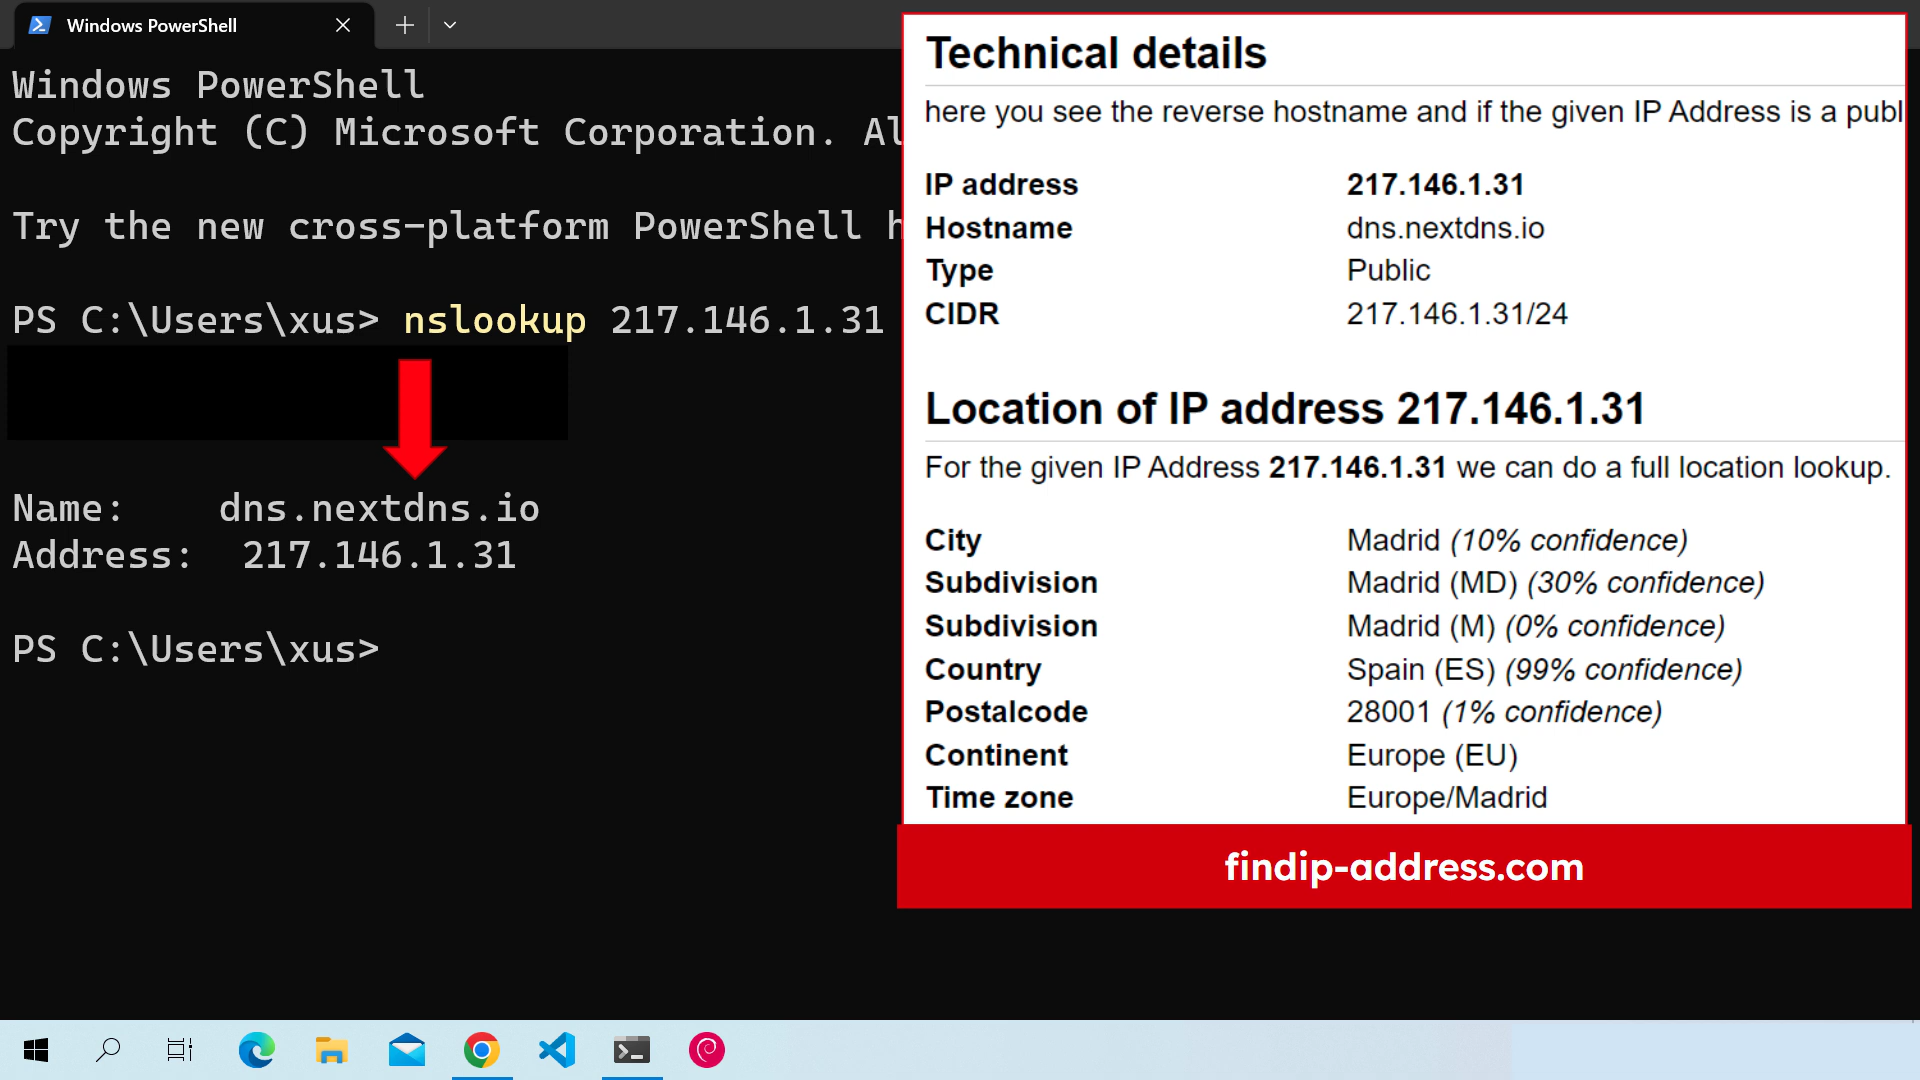 Windows PowerShell
Windows PowerShell
Copyright (C) Microsoft Corporation. Al
Try the new cross-platform PowerShell h
PS C:\Users\xus> nslookup 217.146.1.31
Name:    dns.nextdns.io
Address:  217.146.1.31
PS C:\Users\xus>
Technical details
here you see the reverse hostname and if the given IP Address is a publ
IP address 217.146.1.31
Hostname dns.nextdns.io
Type Public
CIDR 217.146.1.31/24
Location of IP address 217.146.1.31
For the given IP Address 217.146.1.31 we can do a full location lookup.
City Madrid (10% confidence)
Subdivision Madrid (MD) (30% confidence)
Subdivision Madrid (M) (0% confidence)
Country Spain (ES) (99% confidence)
Postalcode 28001 (1% confidence)
Continent Europe (EU)
Time zone Europe/Madrid
findip-address.com